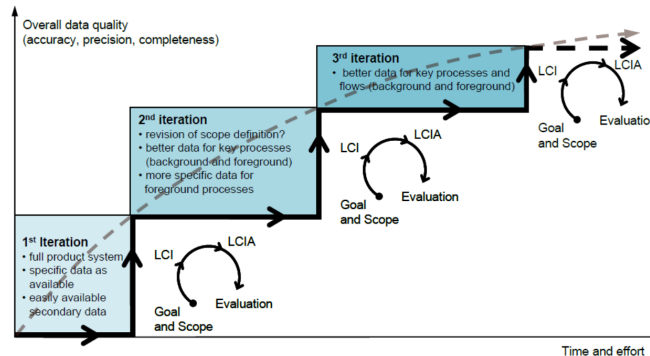 Overall data quality
(accuracy, precision, completeness)
3rd iteration
• better data for key processes and
flows (background and foreground)
LCI
LCIA
Goal
and Scope
Evaluation
2nd iteration
• revision of scope definition?
• better data for key processes
(background and foreground)
• more specific data for
foreground processes
LCI
LCIA
Goal
and Scope
Evaluation
1st Iteration
• full product system
• specific data as
available
• easily available
secondary data
LCI
LCIA
Goal
and Scope
Evaluation
Time and effort